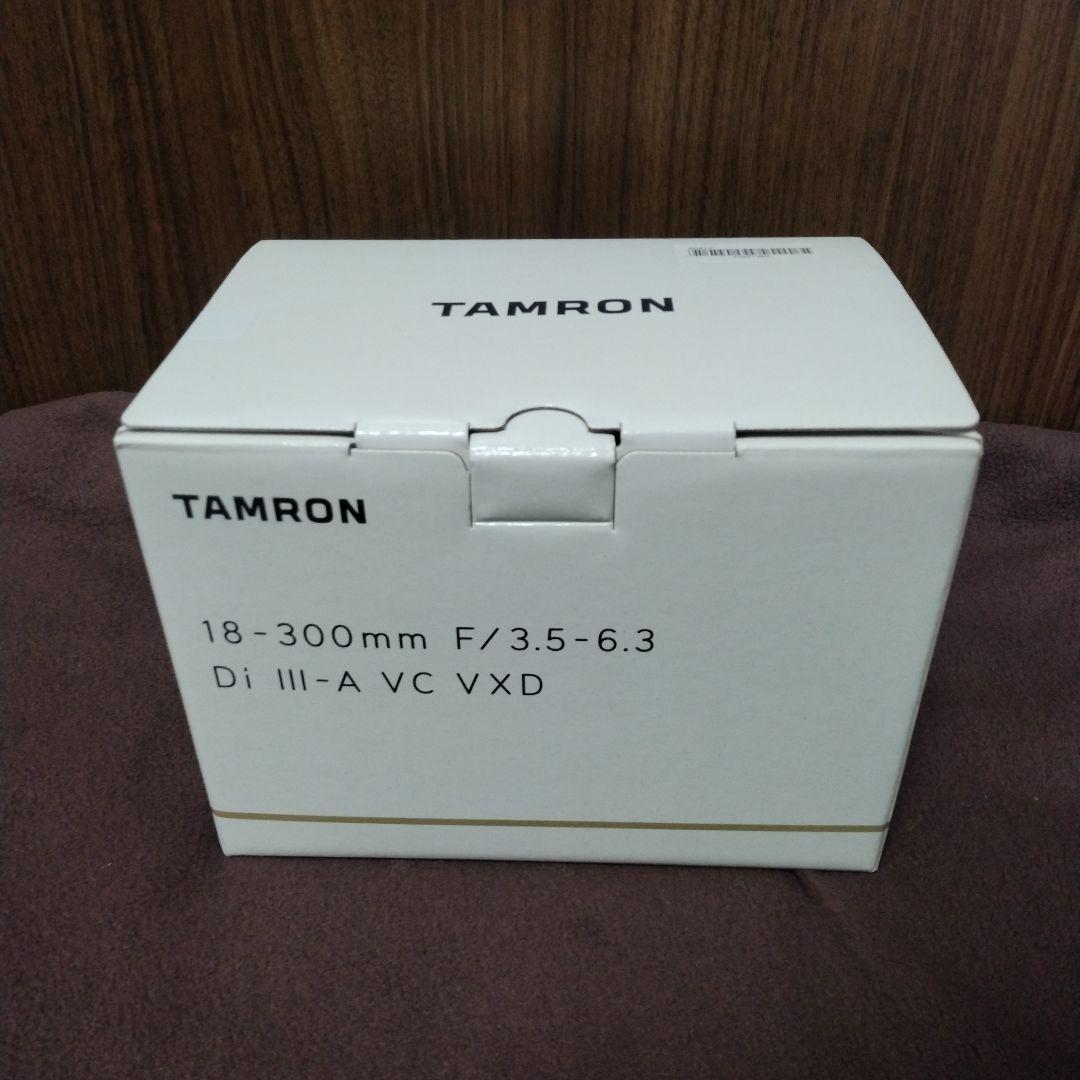 TAMRON
TAMRON
18-300mm F/3.5-6.3
Di III-A VC VXD